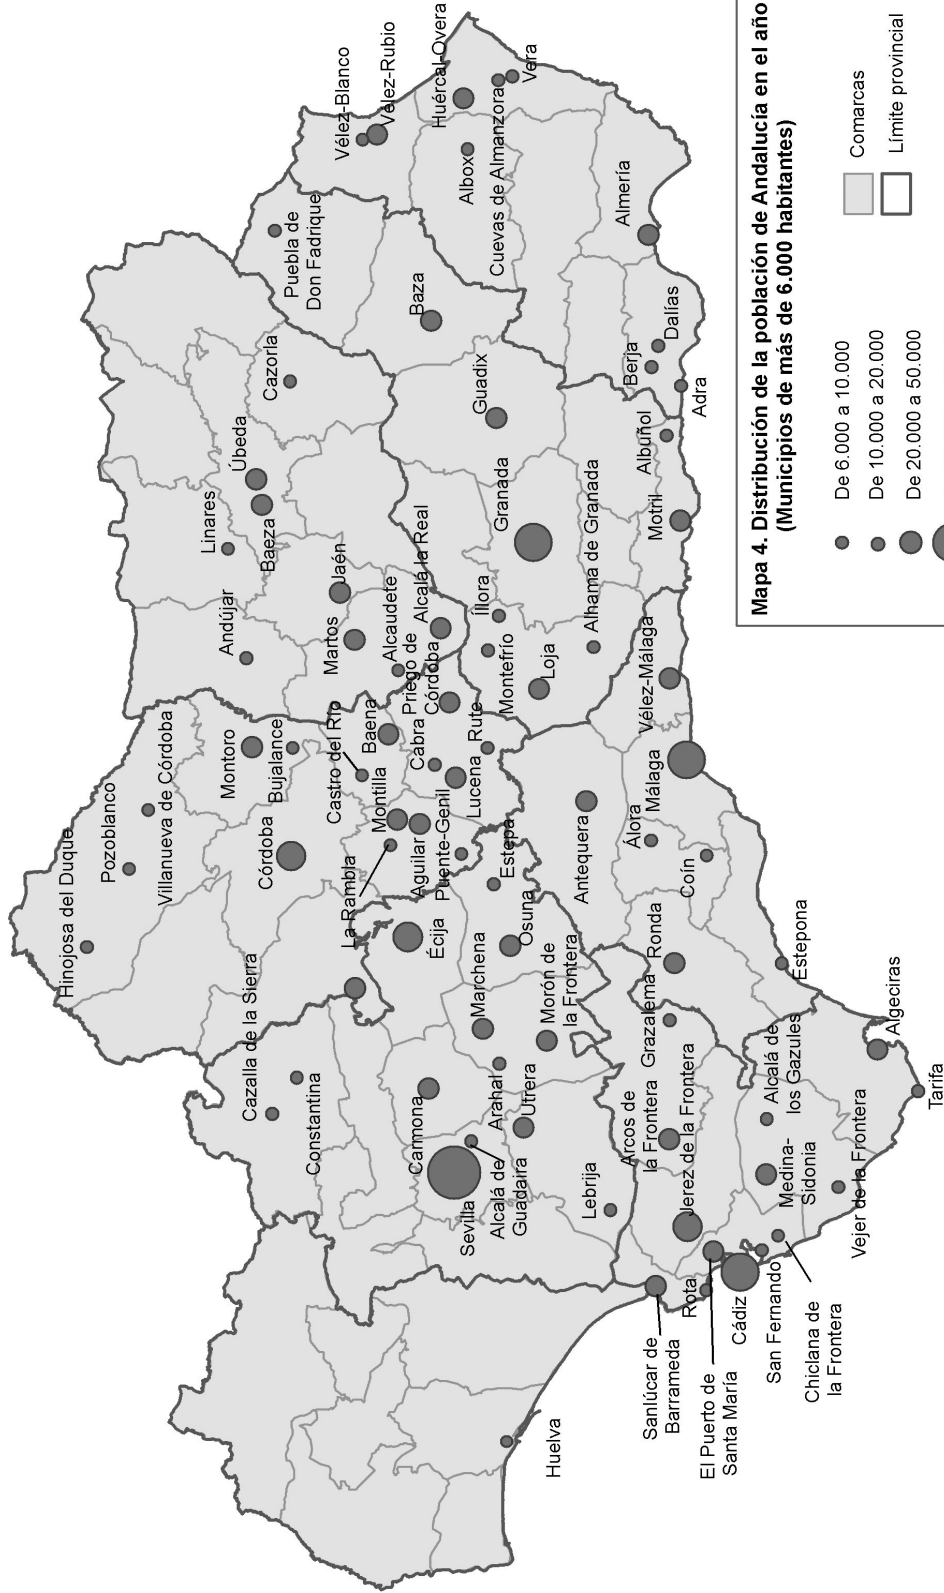 Hinojosa del Duque
Pozoblanco
Villanueva de Córdoba
Córdoba
Montoro
Bujalance
Castro del Río
Montilla
La Rambla
Aguilar
Puente-Genil
Baena
Cabra
Priego de
Córdoba
Lucena
Rute
Andújar
Linares
Baeza
Úbeda
Cazorla
Jaén
Martos
Alcaudete
Alcalá la Real
Puebla de
Don Fadrique
Baza
Guadix
Granada
Íllora
Montefrío
Loja
Alhama de Granada
Motril
Albuñol
Vélez-Blanco
Vélez-Rubio
Huércal-Overa
Albox
Cuevas de Almanzora
Vera
Almería
Dalías
Berja
Adra
Cazalla de la Sierra
Constantina
Écija
Carmona
Sevilla
Alcalá de
Guadaira
Marchena
Arahal
Utrera
Osuna
Estepa
Morón de
la Frontera
Lebrija
Huelva
Antequera
Álora
Málaga
Vélez-Málaga
Coín
Ronda
Estepona
Grazalema
Arcos de
la Frontera
Jerez de la Frontera
Alcalá de
los Gazules
Medina-
Sidonia
Algeciras
Tarifa
Vejer de la Frontera
Sanlúcar de
Barrameda
Rota
El Puerto de
Santa María
Cádiz
San Fernando
Chiclana de
la Frontera
Mapa 4. Distribución de la población de Andalucía en el año
(Municipios de más de 6.000 habitantes)
De 6.000 a 10.000
De 10.000 a 20.000
De 20.000 a 50.000
Comarcas
Límite provincial